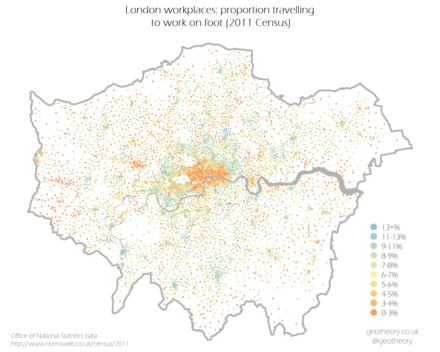 London workplaces: proportion travelling
to work on foot (2011 Census)
13+%
11-13%
9-11%
8-9%
7-8%
6-7%
5-6%
4-5%
3-4%
0-3%
Office of National Statistics data
http://www.nomisweb.co.uk/census/2011
geotheory.co.uk
@geotheory